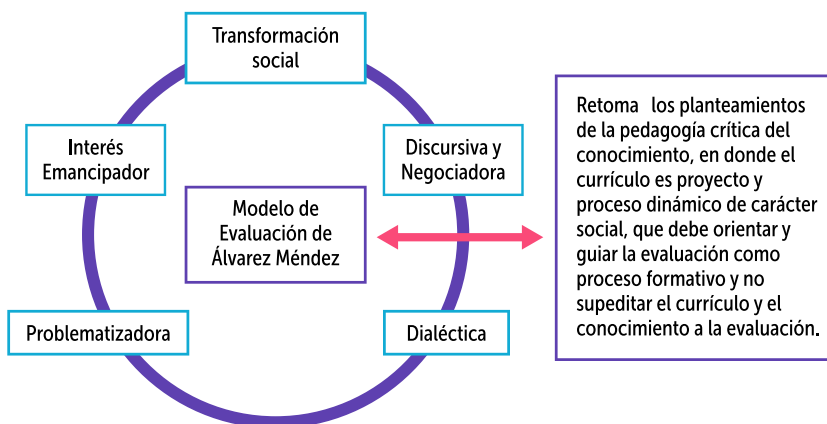 Transformación
social
Interés
Emancipador
Discursiva y
Negociadora
Modelo de
Evaluación de
Álvarez Méndez
Problematizadora
Dialéctica
Retoma los planteamientos
de la pedagogía crítica del
conocimiento, en donde el
currículo es proyecto y
proceso dinámico de carácter
social, que debe orientar y
guiar la evaluación como
proceso formativo y no
supeditar el currículo y el
conocimiento a la evaluación.